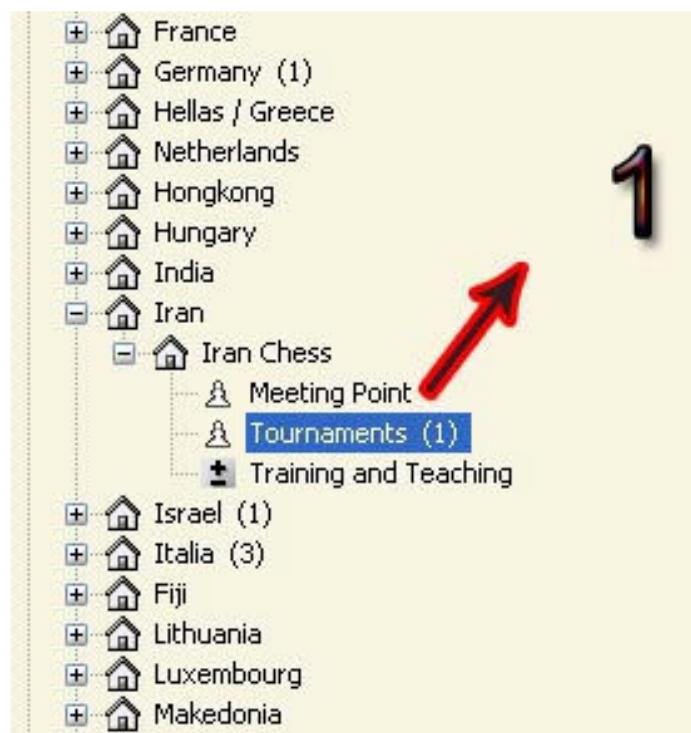 France
Germany (1)
Hellas / Greece
Netherlands
1
Hongkong
Hungary
India
Iran
Iran Chess
Meeting Point
Tournaments (1)
Training and Teaching
Israel (1)
Italia (3)
Fiji
Lithuania
Luxembourg
Makedonia